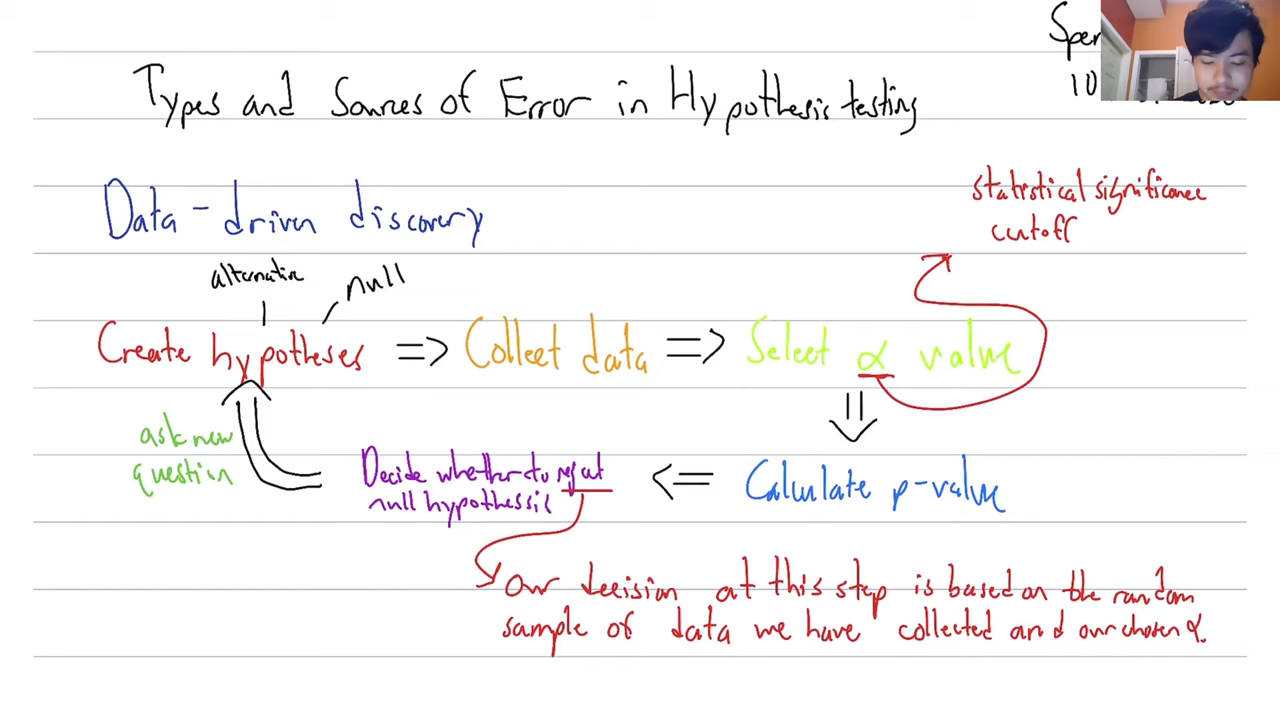 Types and Sources of Error in Hypothesis testing
Data-driven discovery
statistical significance
cutoff
alternative
null
Create hypotheses => Collect data => Select α value
ask new
question
Decide whether to reject
null hypothessis
<= Calculate p-value
Our decision at this step is based on the random
sample of data we have collected and our chosen α.